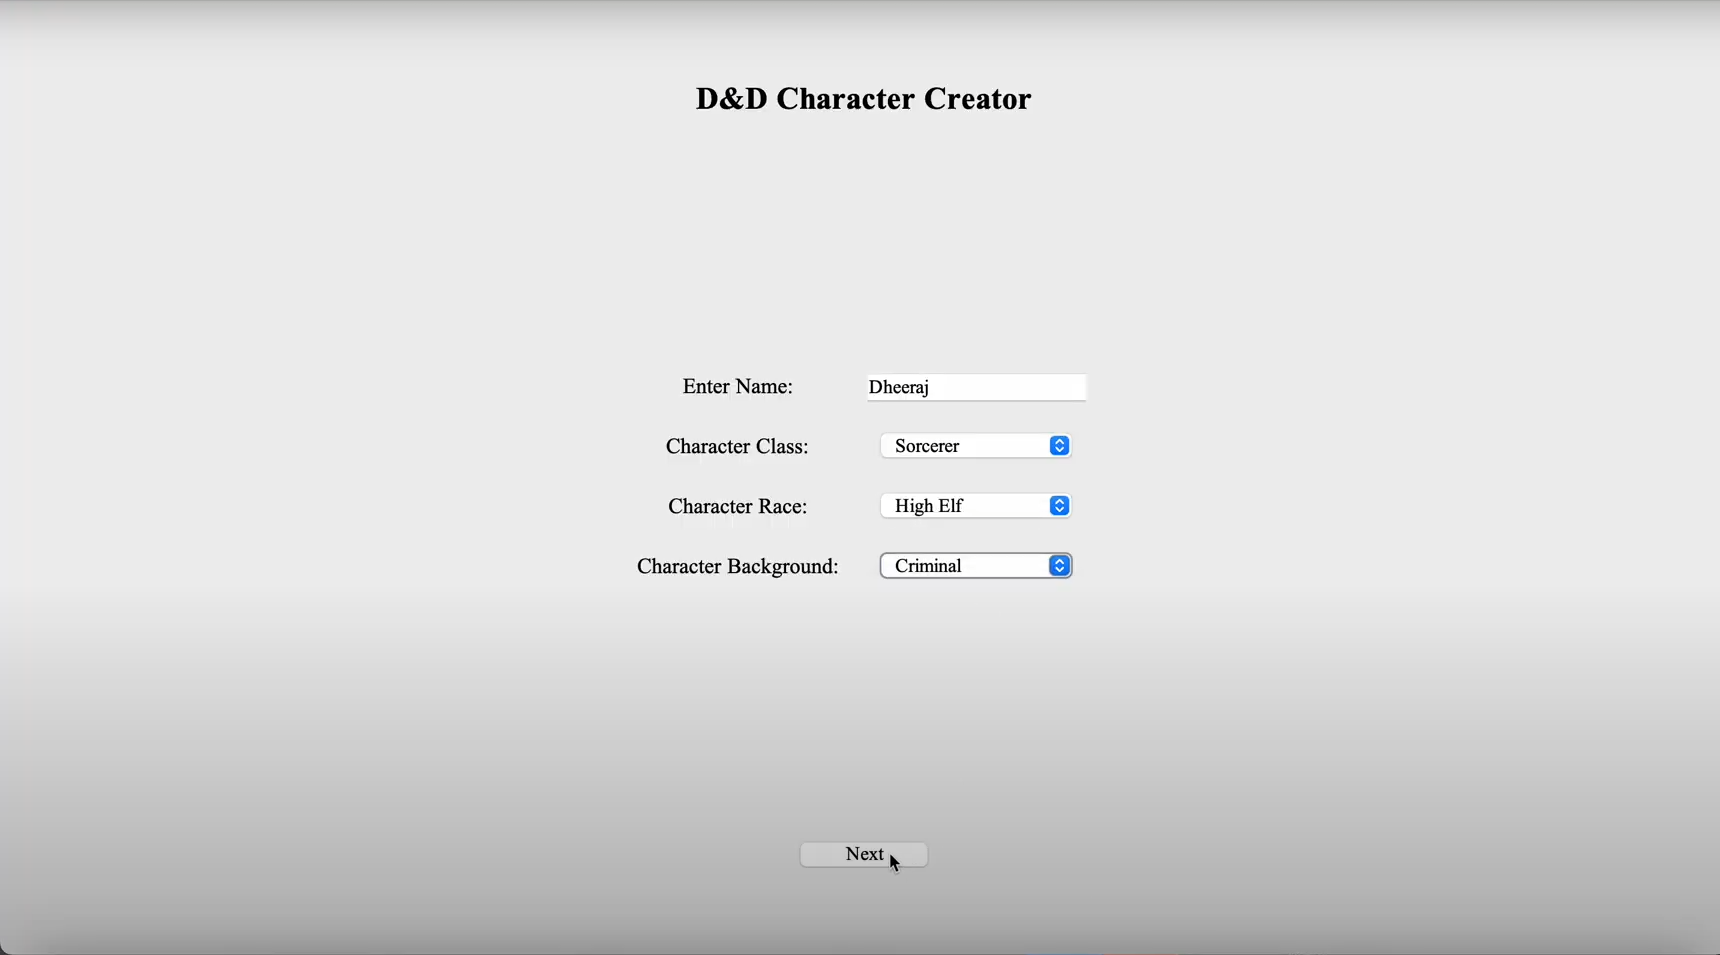 D&D Character Creator
Enter Name: Dheeraj
Character Class: Sorcerer
Character Race: High Elf
Character Background: Criminal
Next